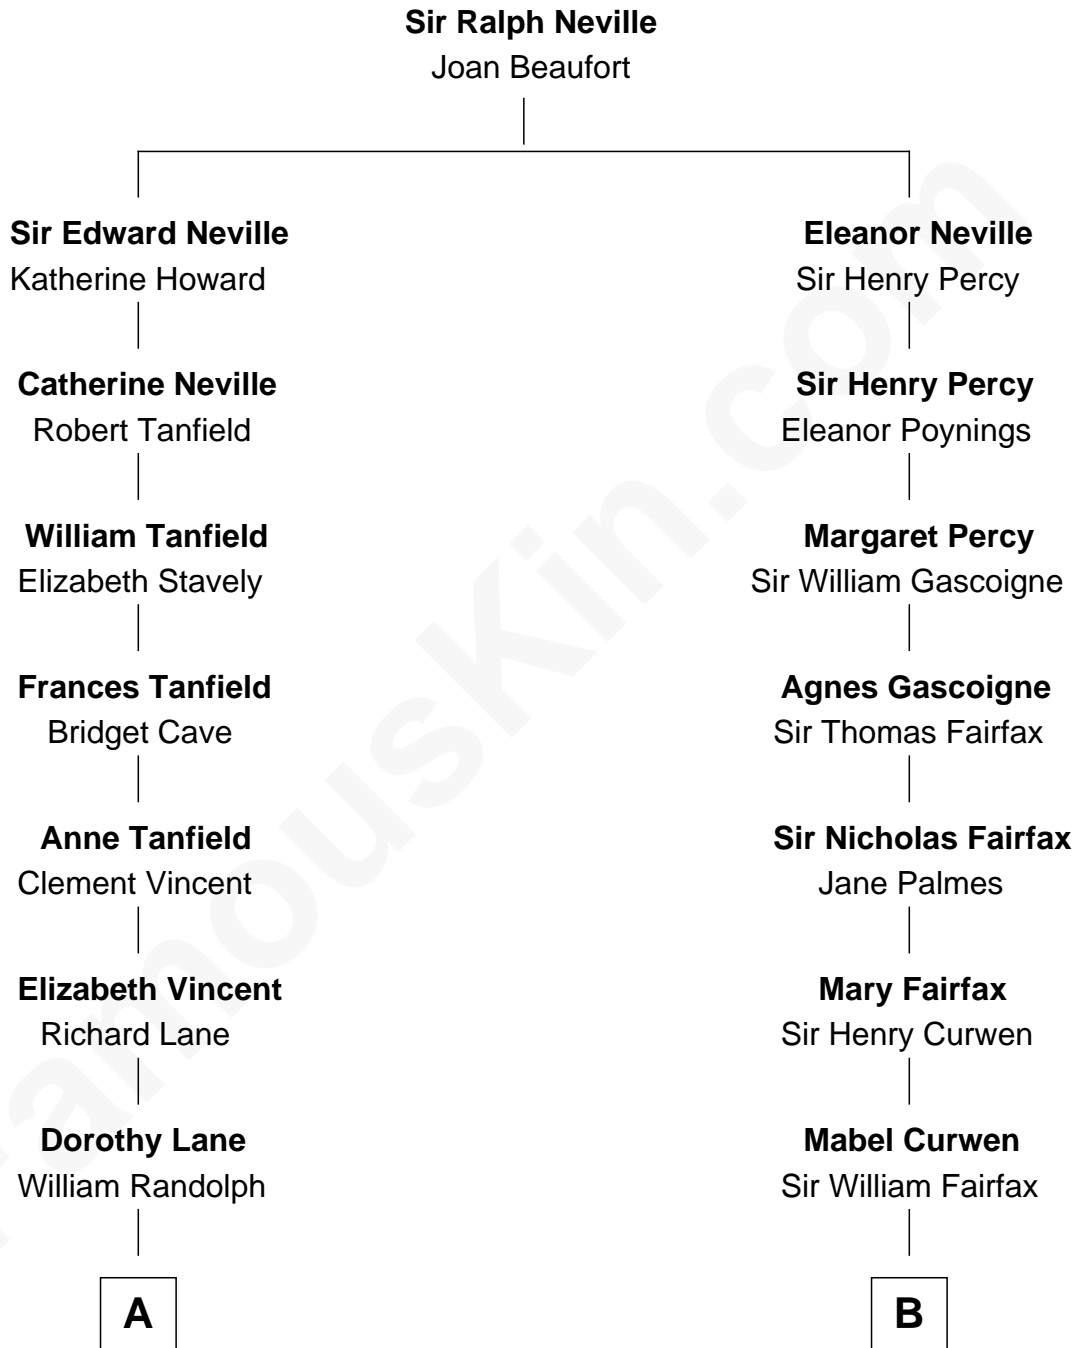 Sir Ralph Neville
Joan Beaufort
Sir Edward Neville
Katherine Howard
Eleanor Neville
Sir Henry Percy
Catherine Neville
Robert Tanfield
Sir Henry Percy
Eleanor Poynings
William Tanfield
Elizabeth Stavely
Margaret Percy
Sir William Gascoigne
Frances Tanfield
Bridget Cave
Agnes Gascoigne
Sir Thomas Fairfax
Anne Tanfield
Clement Vincent
Sir Nicholas Fairfax
Jane Palmes
Elizabeth Vincent
Richard Lane
Mary Fairfax
Sir Henry Curwen
Dorothy Lane
William Randolph
Mabel Curwen
Sir William Fairfax
A
B
FamousKin.com